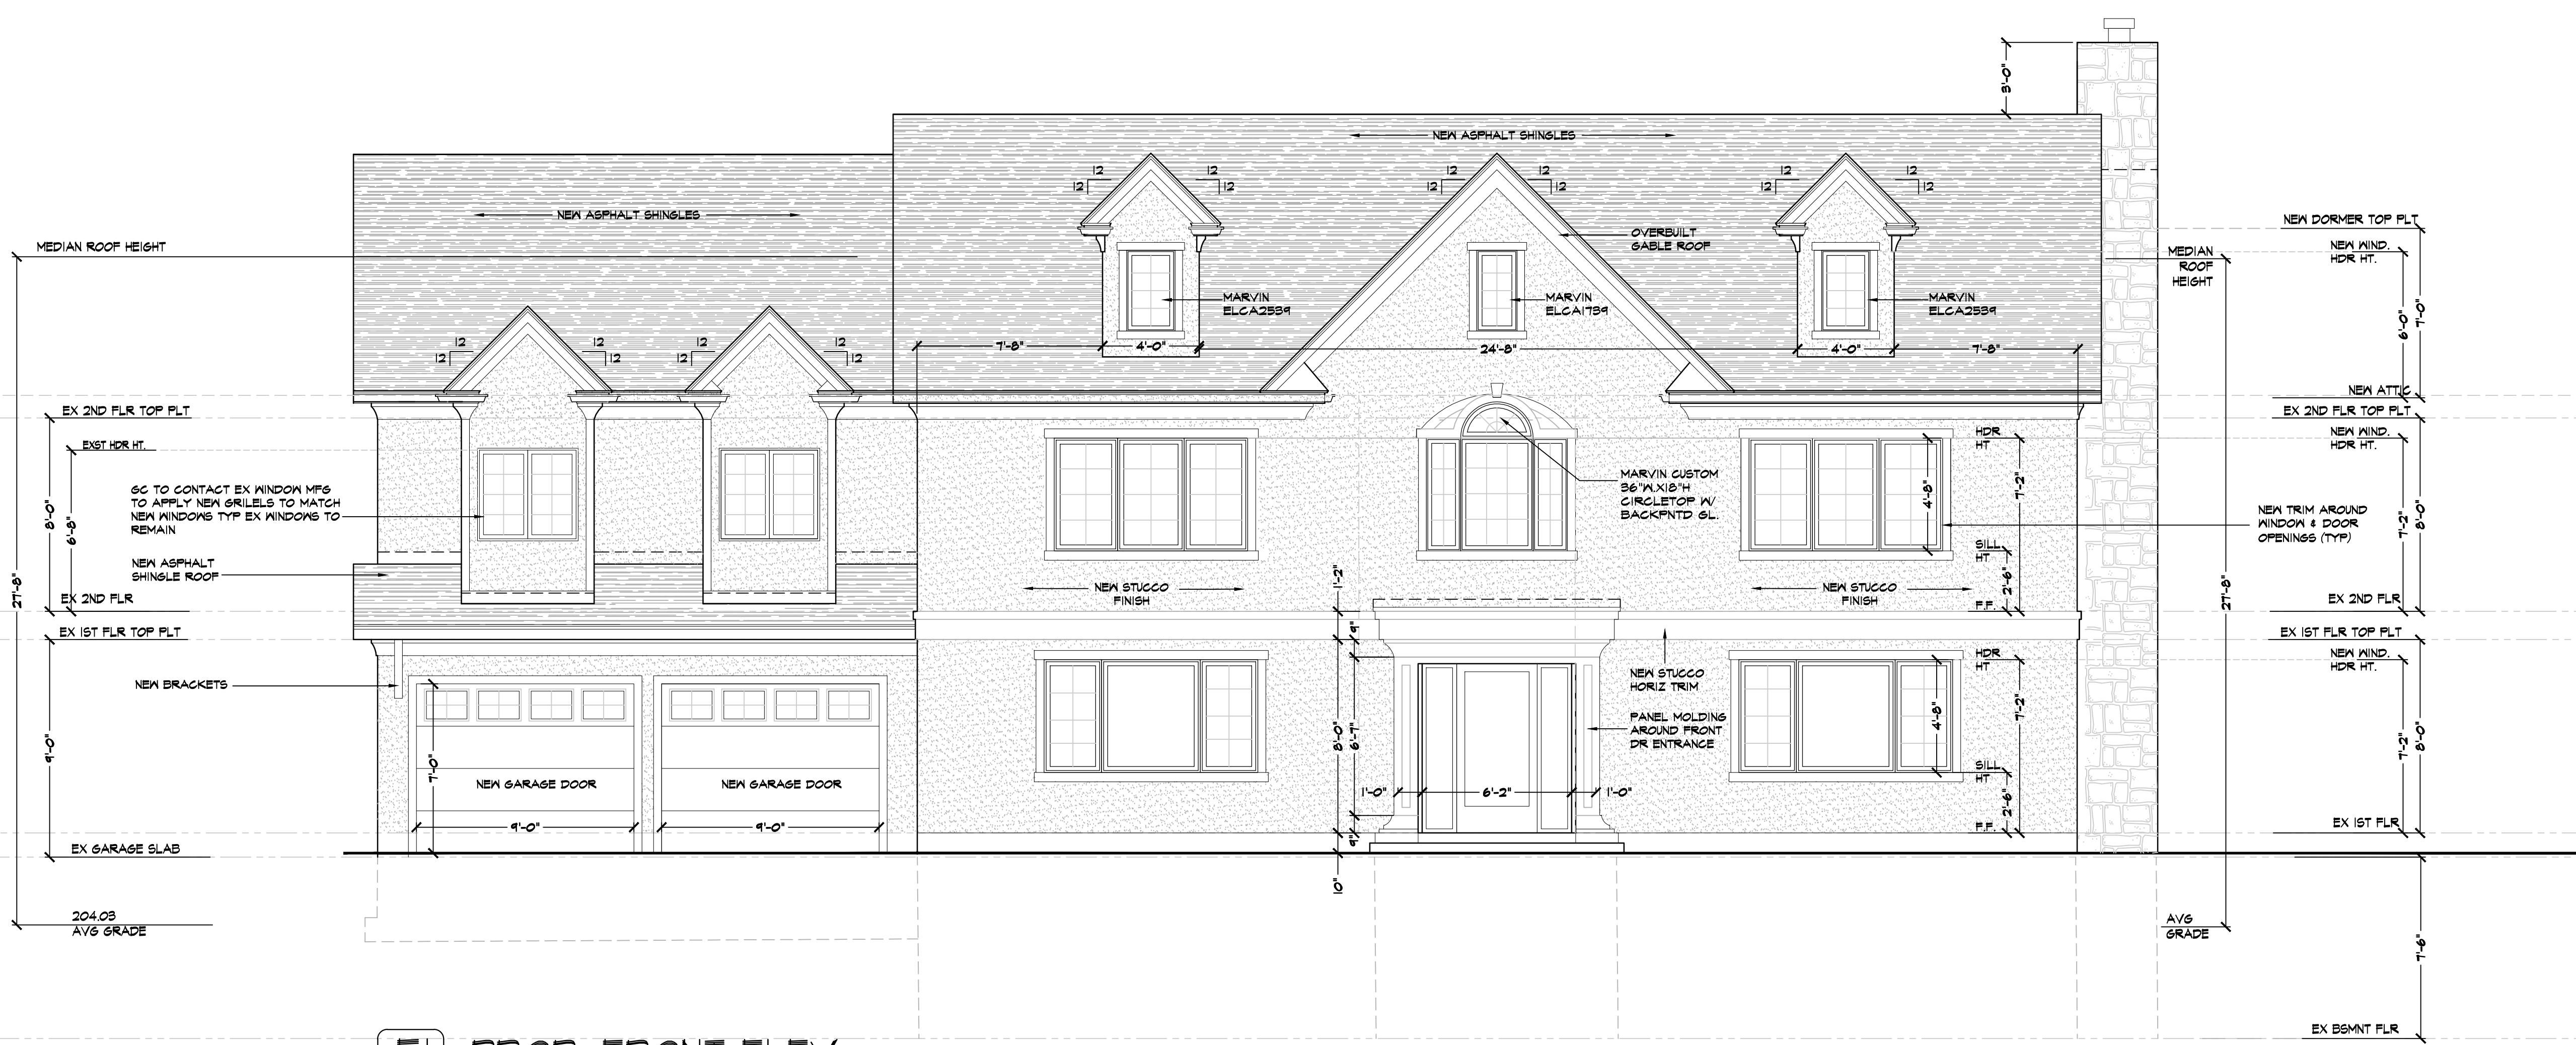 3'-0"
NEW ASPHALT SHINGLES
12
12
12
12
12
12
12
12
12
12
12
12
NEW ASPHALT SHINGLES
NEW DORMER TOP PLT
OVERBUILT
GABLE ROOF
MEDIAN ROOF HEIGHT
NEW WIND.
HDR HT.
MEDIAN
ROOF
HEIGHT
MARVIN
ELCA2539
MARVIN
ELCA1739
MARVIN
ELCA2539
6'-0"
7'-0"
12
12
12
12
12
12
12
12
7'-8"
4'-0"
24'-8"
4'-0"
7'-8"
NEW ATTIC
EX 2ND FLR TOP PLT
EX 2ND FLR TOP PLT
EXST HDR HT.
HDR
HT
NEW WIND.
HDR HT.
GC TO CONTACT EX WINDOW MFG
TO APPLY NEW GRILELS TO MATCH
NEW WINDOWS TYP EX WINDOWS TO
REMAIN
MARVIN CUSTOM
36"W.X18"H
CIRCLETOP W/
BACKPNTD GL.
4'-8"
7'-2"
NEW TRIM AROUND
WINDOW & DOOR
OPENINGS (TYP)
8'-0"
6'-8"
7'-2"
8'-0"
SILL
HT
NEW ASPHALT
SHINGLE ROOF
1'-2"
NEW STUCCO
FINISH
NEW STUCCO
FINISH
2'-6"
27'-8"
27'-8"
EX 2ND FLR
F.F.
EX 2ND FLR
EX 1ST FLR TOP PLT
9"
EX 1ST FLR TOP PLT
HDR
HT
NEW WIND.
HDR HT.
NEW STUCCO
HORIZ TRIM
NEW BRACKETS
PANEL MOLDING
AROUND FRONT
DR ENTRANCE
9'-0"
7'-0"
8'-0"
6'-7"
4'-8"
7'-2"
7'-2"
8'-0"
SILL
HT
NEW GARAGE DOOR
NEW GARAGE DOOR
1'-0"
6'-2"
1'-0"
2'-6"
9'-0"
9'-0"
9"
F.F.
EX 1ST FLR
EX GARAGE SLAB
10"
204.03
AVG GRADE
AVG
GRADE
7'-6"
EX BSMNT FLR
PROP. FRONT ELEV